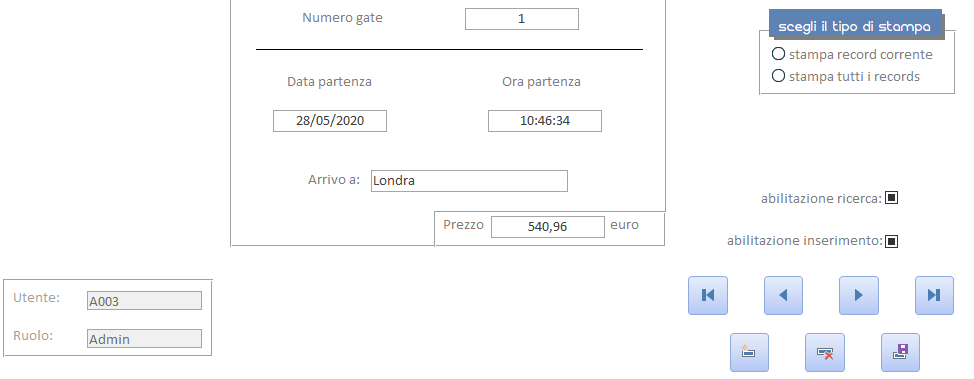 Numero gate 1
scegli il tipo di stampa
stampa record corrente
stampa tutti i records
Data partenza Ora partenza
28/05/2020 10:46:34
Arrivo a: Londra
abilitazione ricerca:
Prezzo 540,96 euro
abilitazione inserimento:
Utente: A003
Ruolo: Admin